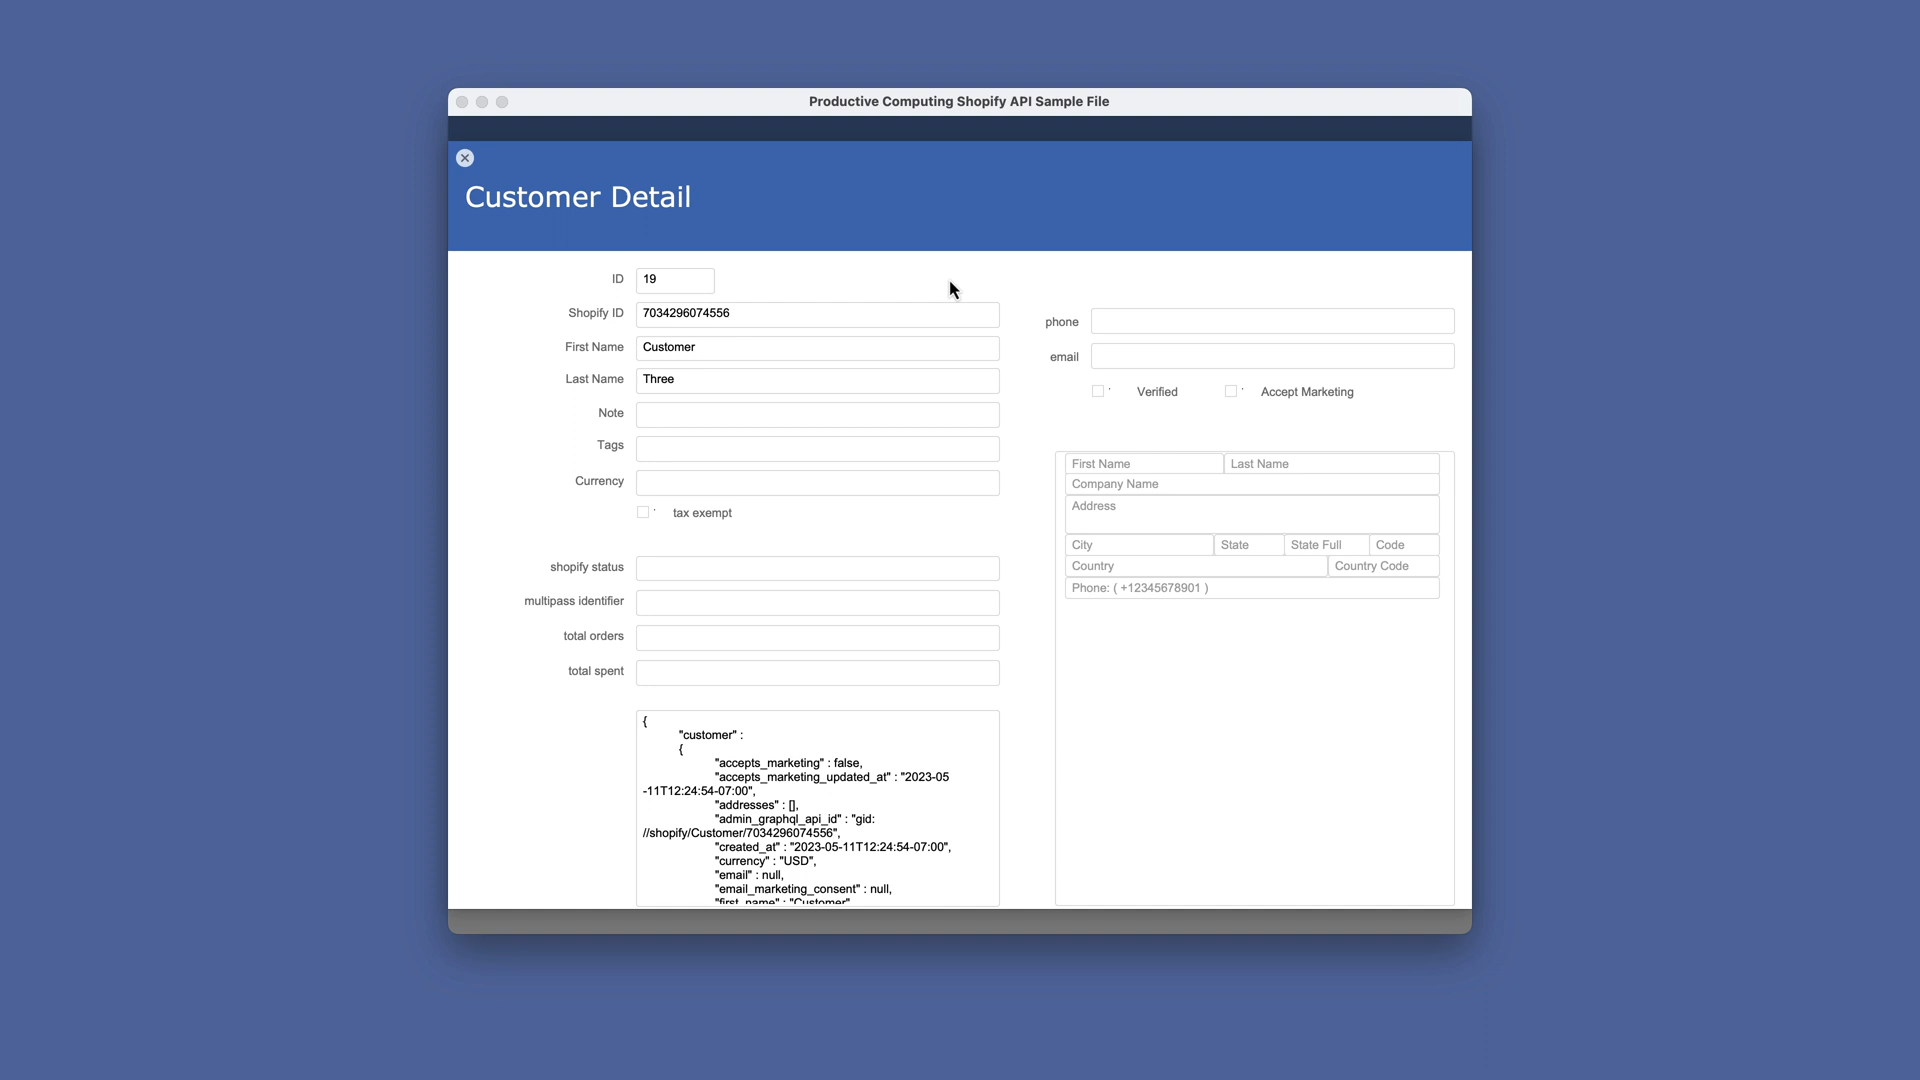 Productive Computing Shopify API Sample File
Customer Detail
ID 19
Shopify ID 7034296074556
First Name Customer
Last Name Three
Note
Tags
Currency
tax exempt
shopify status
multipass identifier
total orders
total spent
{
"customer" :
{
"accepts_marketing" : false,
"accepts_marketing_updated_at" : "2023-05
-11T12:24:54-07:00",
"addresses" : [],
"admin_graphql_api_id" : "gid:
//shopify/Customer/7034296074556",
"created_at" : "2023-05-11T12:24:54-07:00",
"currency" : "USD",
"email" : null,
"email_marketing_consent" : null,
"first_name" : "Customer"
phone
email
Verified Accept Marketing
First Name Last Name
Company Name
Address
City State State Full Code
Country Country Code
Phone: ( +12345678901 )